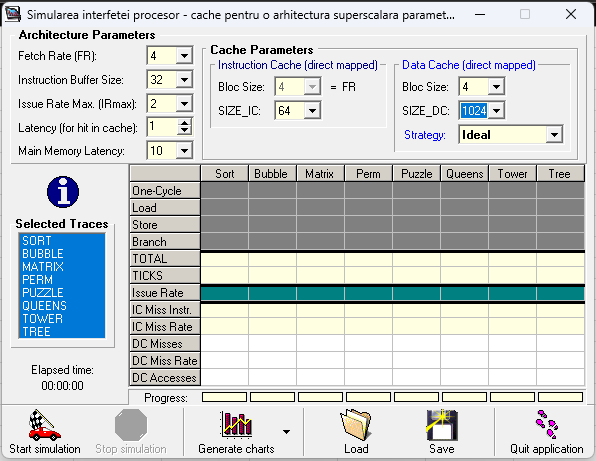 Simularea interfetei procesor - cache pentru o arhitectura superscalara paramet...
Architecture Parameters
Fetch Rate (FR): 4
Instruction Buffer Size: 32
Issue Rate Max. (IRmax): 2
Latency (for hit in cache): 1
Main Memory Latency: 10
Cache Parameters
Instruction Cache (direct mapped)
Bloc Size: 4 = FR
SIZE_IC: 64
Data Cache (direct mapped)
Bloc Size: 4
SIZE_DC: 1024
Strategy: Ideal
Selected Traces
SORT
BUBBLE
MATRIX
PERM
PUZZLE
QUEENS
TOWER
TREE
Elapsed time:
00:00:00
Sort Bubble Matrix Perm Puzzle Queens Tower Tree
One-Cycle
Load
Store
Branch
TOTAL
TICKS
Issue Rate
IC Miss Instr.
IC Miss Rate
DC Misses
DC Miss Rate
DC Accesses
Progress:
Start simulation Stop simulation Generate charts Load Save Quit application